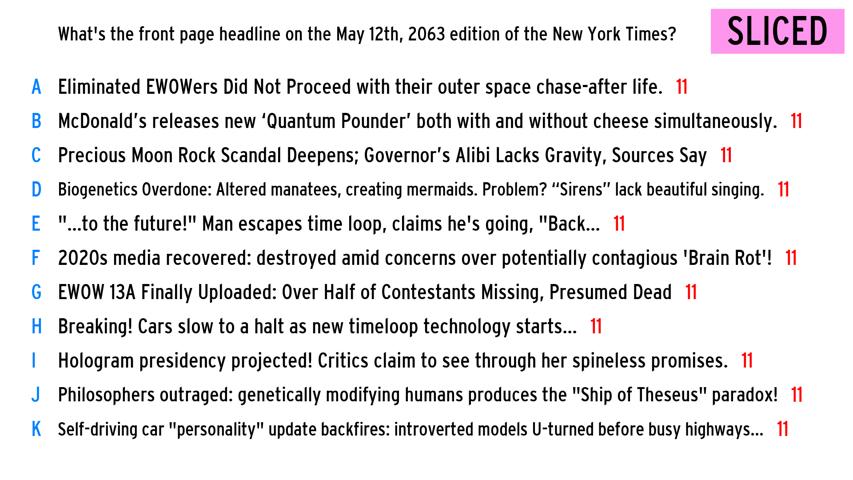 What's the front page headline on the May 12th, 2063 edition of the New York Times?
SLICED
A Eliminated EWOWers Did Not Proceed with their outer space chase-after life. 11
B McDonald’s releases new ‘Quantum Pounder’ both with and without cheese simultaneously. 11
C Precious Moon Rock Scandal Deepens; Governor’s Alibi Lacks Gravity, Sources Say 11
D Biogenetics Overdone: Altered manatees, creating mermaids. Problem? “Sirens” lack beautiful singing. 11
E "...to the future!" Man escapes time loop, claims he's going, "Back... 11
F 2020s media recovered: destroyed amid concerns over potentially contagious 'Brain Rot'! 11
G EWOW 13A Finally Uploaded: Over Half of Contestants Missing, Presumed Dead 11
H Breaking! Cars slow to a halt as new timeloop technology starts... 11
I Hologram presidency projected! Critics claim to see through her spineless promises. 11
J Philosophers outraged: genetically modifying humans produces the "Ship of Theseus" paradox! 11
K Self-driving car "personality" update backfires: introverted models U-turned before busy highways... 11